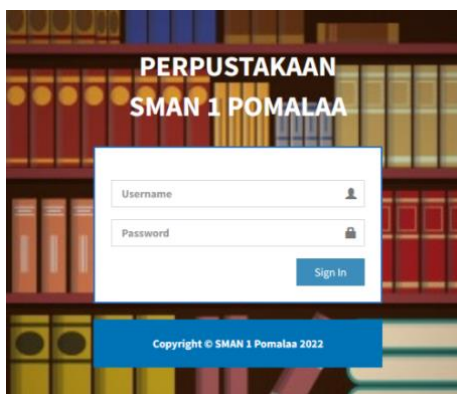 PERPUSTAKAAN
SMAN 1 POMALAA
Username
Password
Sign In
Copyright © SMAN 1 Pomalaa 2022